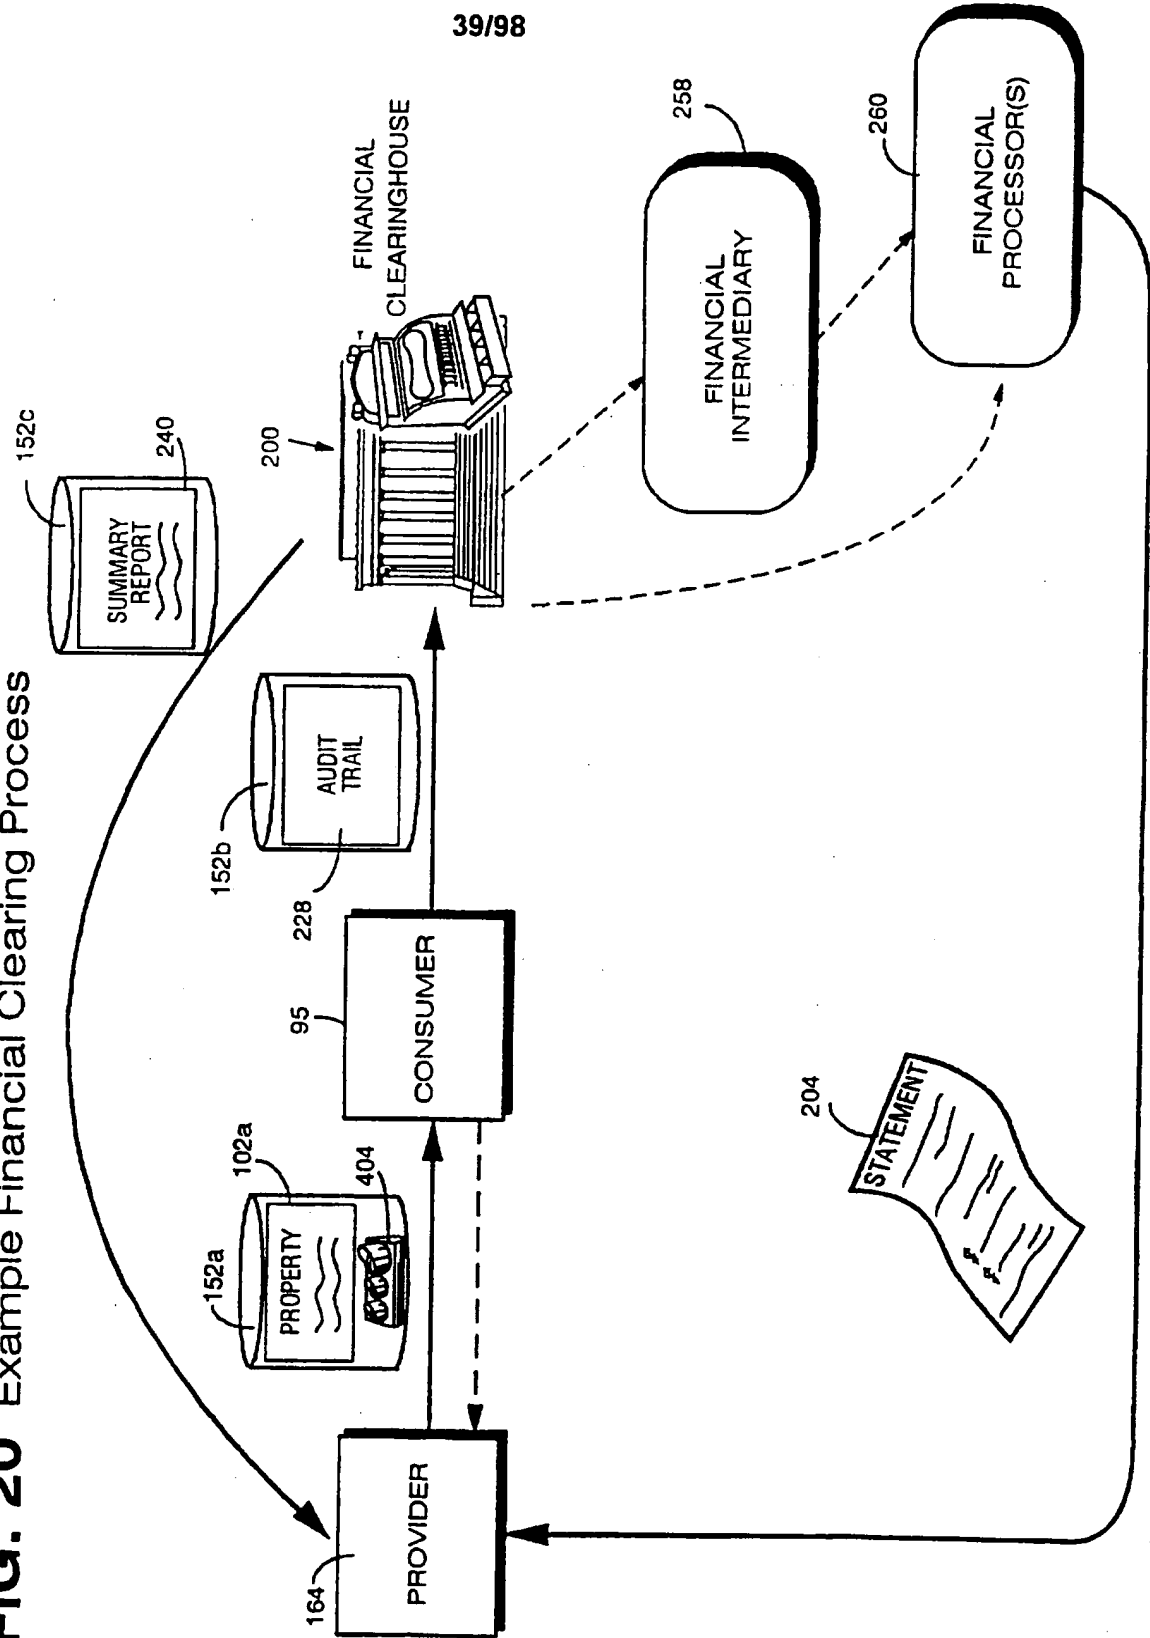 39/98
FIG. 20 Example Financial Clearing Process
152c
SUMMARY
REPORT
240
200
FINANCIAL
CLEARINGHOUSE
152b
AUDIT
TRAIL
228
95
CONSUMER
152a
PROPERTY
102a
404
164
PROVIDER
258
FINANCIAL
INTERMEDIARY
260
FINANCIAL
PROCESSOR(S)
204
STATEMENT